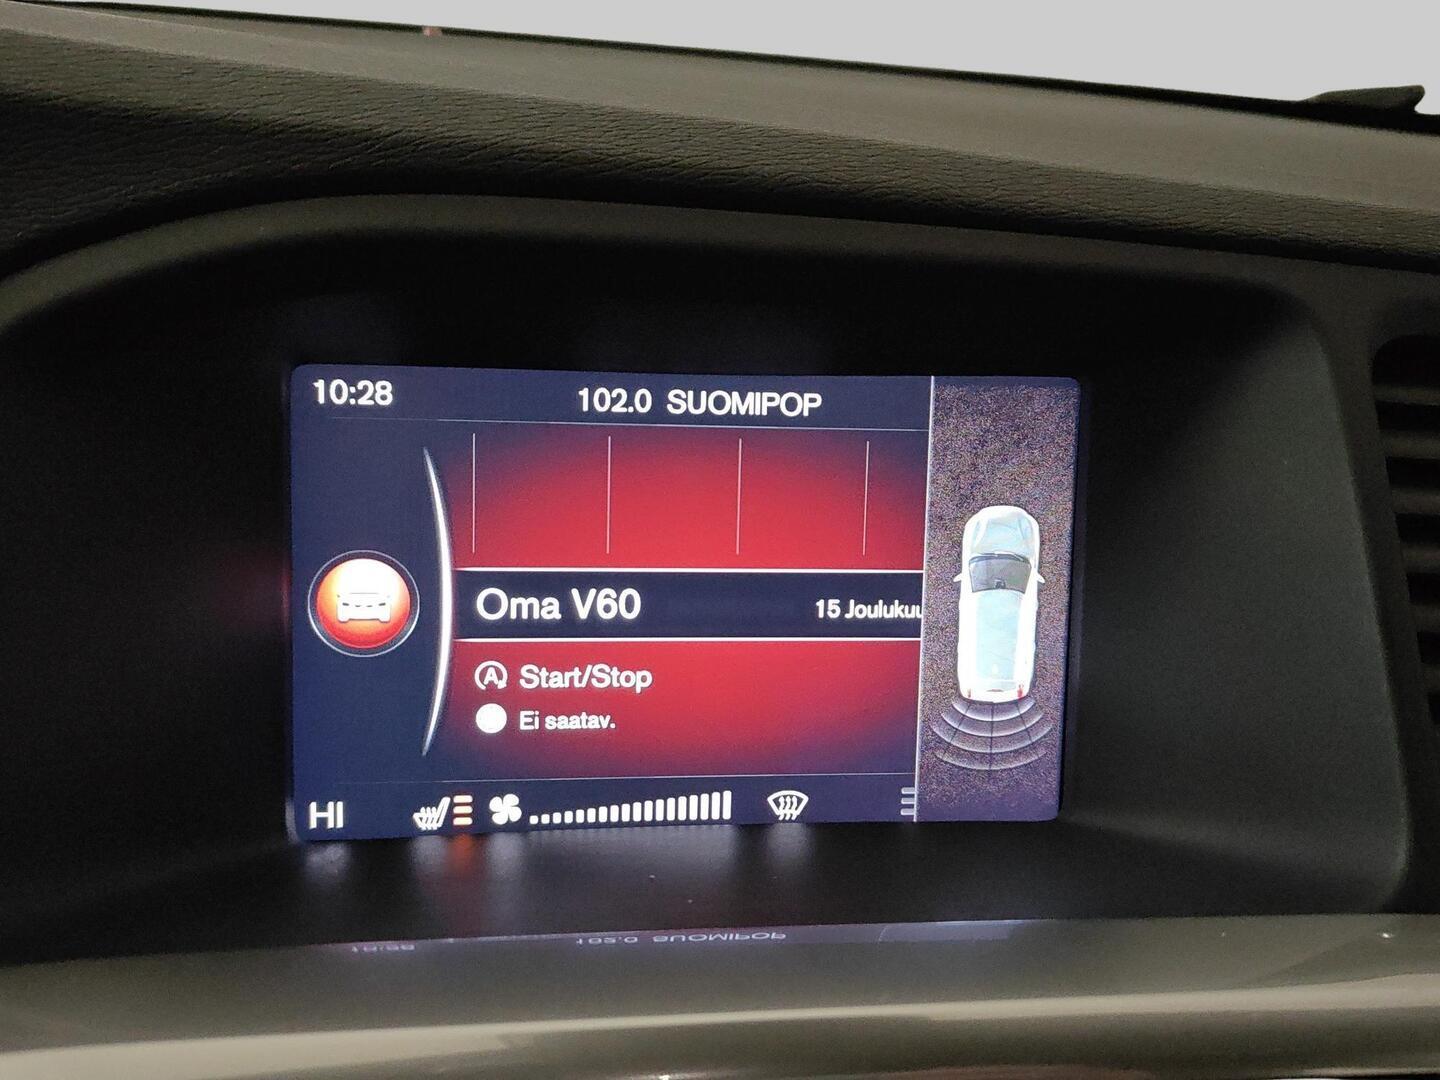 10:28
102.0 SUOMIPOP
Oma V60
15 Joulukuu
A Start/Stop
Ei saatav.
HI